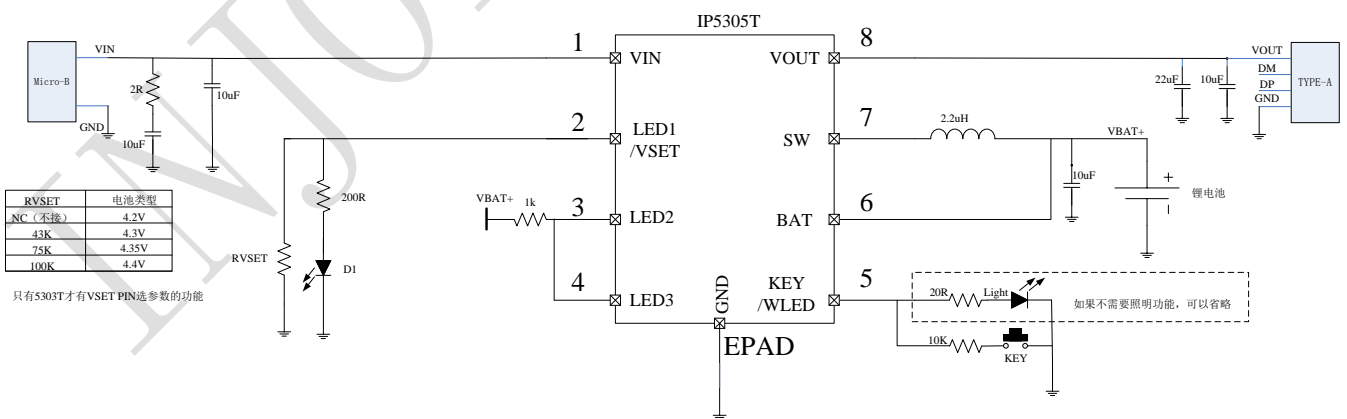 IP5305T
Micro-B
VIN
GND
2R
10uF
10uF
1
VIN
2
LED1
/VSET
3
LED2
4
LED3
VOUT
8
SW
7
BAT
6
KEY
/WLED
5
GND
EPAD
200R
RVSET
D1
VBAT+
1k
RVSET 电池类型
NC（不接） 4.2V
43K 4.3V
75K 4.35V
100K 4.4V
只有5303T才有VSET PIN选参数的功能
22uF
10uF
VOUT
DM
DP
GND
TYPE-A
2.2uH
VBAT+
10uF
+
锂电池
20R
Light
如果不需要照明功能，可以省略
10K
KEY
INJO